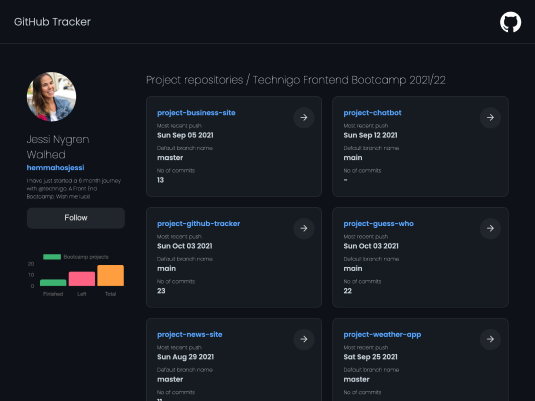 GitHub Tracker
Jessi Nygren
Walhed
hemmahosjessi
I have just started a 6 month journey
with @technigo. A Front End
Bootcamp. Wish me luck!
Follow
Bootcamp projects
20
10
0
Finished
Left
Total
Project repositories / Technigo Frontend Bootcamp 2021/22
project-business-site
Most recent push
Sun Sep 05 2021
Default branch name
master
No of commits
13
project-chatbot
Most recent push
Sun Sep 12 2021
Default branch name
main
No of commits
-
project-github-tracker
Most recent push
Sun Oct 03 2021
Default branch name
main
No of commits
23
project-guess-who
Most recent push
Sun Oct 03 2021
Default branch name
main
No of commits
22
project-news-site
Most recent push
Sun Aug 29 2021
Default branch name
master
No of commits
project-weather-app
Most recent push
Sat Sep 25 2021
Default branch name
master
No of commits